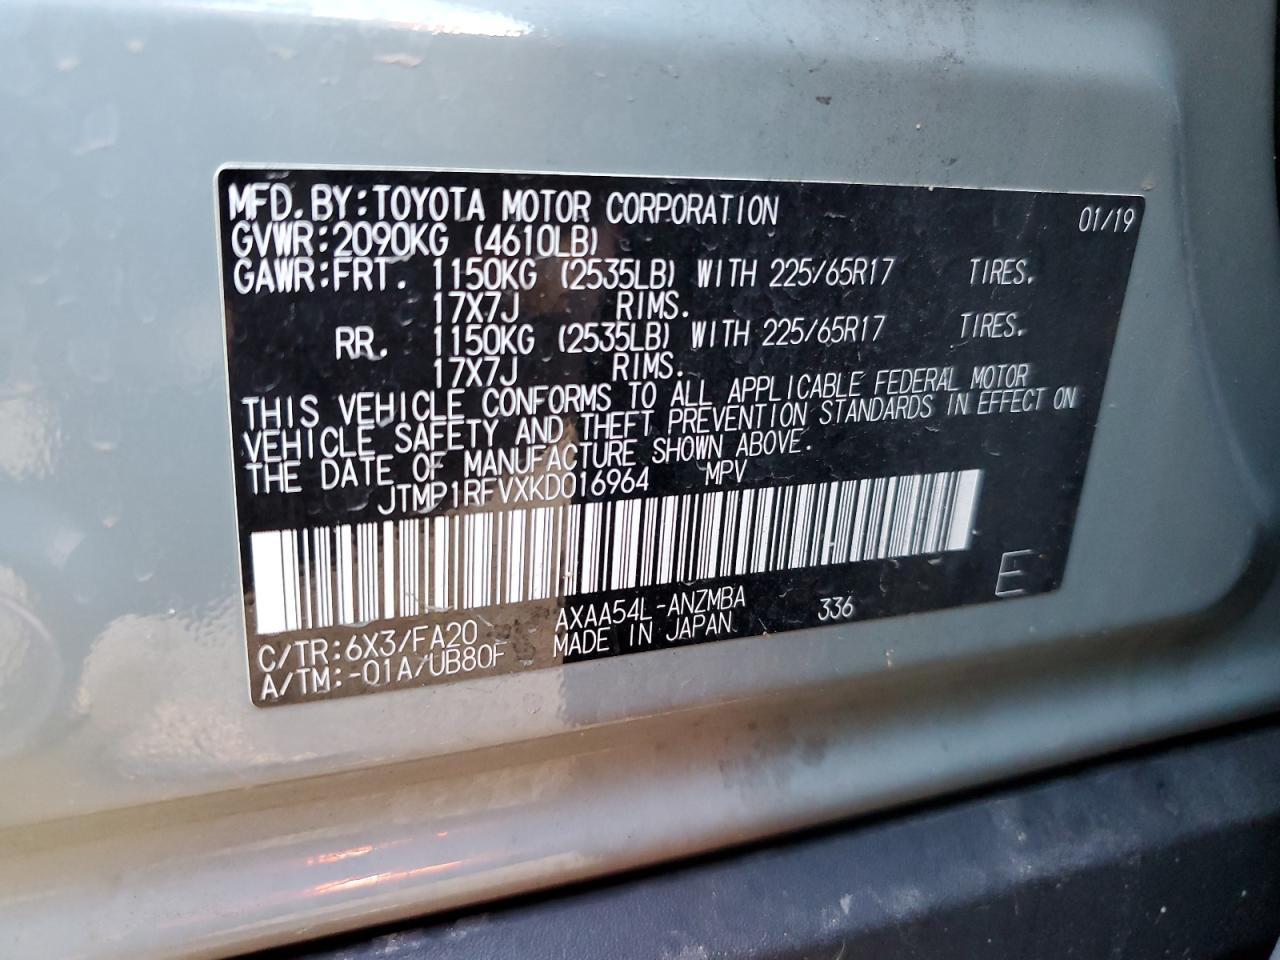 MFD. BY: TOYOTA MOTOR CORPORATION 01/19
GVWR: 2090KG (4610LB)
GAWR: FRT. 1150KG (2535LB) WITH 225/65R17 TIRES.
17X7J RIMS.
RR. 1150KG (2535LB) WITH 225/65R17 TIRES.
17X7J RIMS.
THIS VEHICLE CONFORMS TO ALL APPLICABLE FEDERAL MOTOR
VEHICLE SAFETY AND THEFT PREVENTION STANDARDS IN EFFECT ON
THE DATE OF MANUFACTURE SHOWN ABOVE.
JTMP1RFVXKD016964 MPV
E
C/TR: 6X3/FA20 AXAA54L-ANZMBA 336
A/TM: -01A/UB80F MADE IN JAPAN